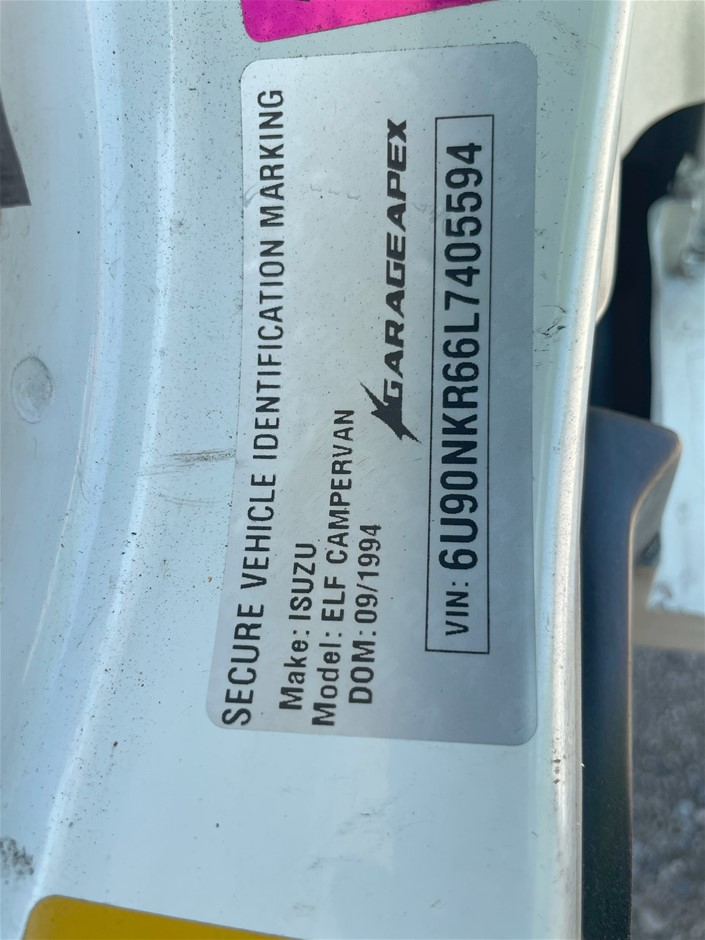 SECURE VEHICLE IDENTIFICATION MARKING
Make: ISUZU
Model: ELF CAMPERVAN
DOM: 09/1994
GARAGEAPEX
VIN: 6U90NKR66L7405594